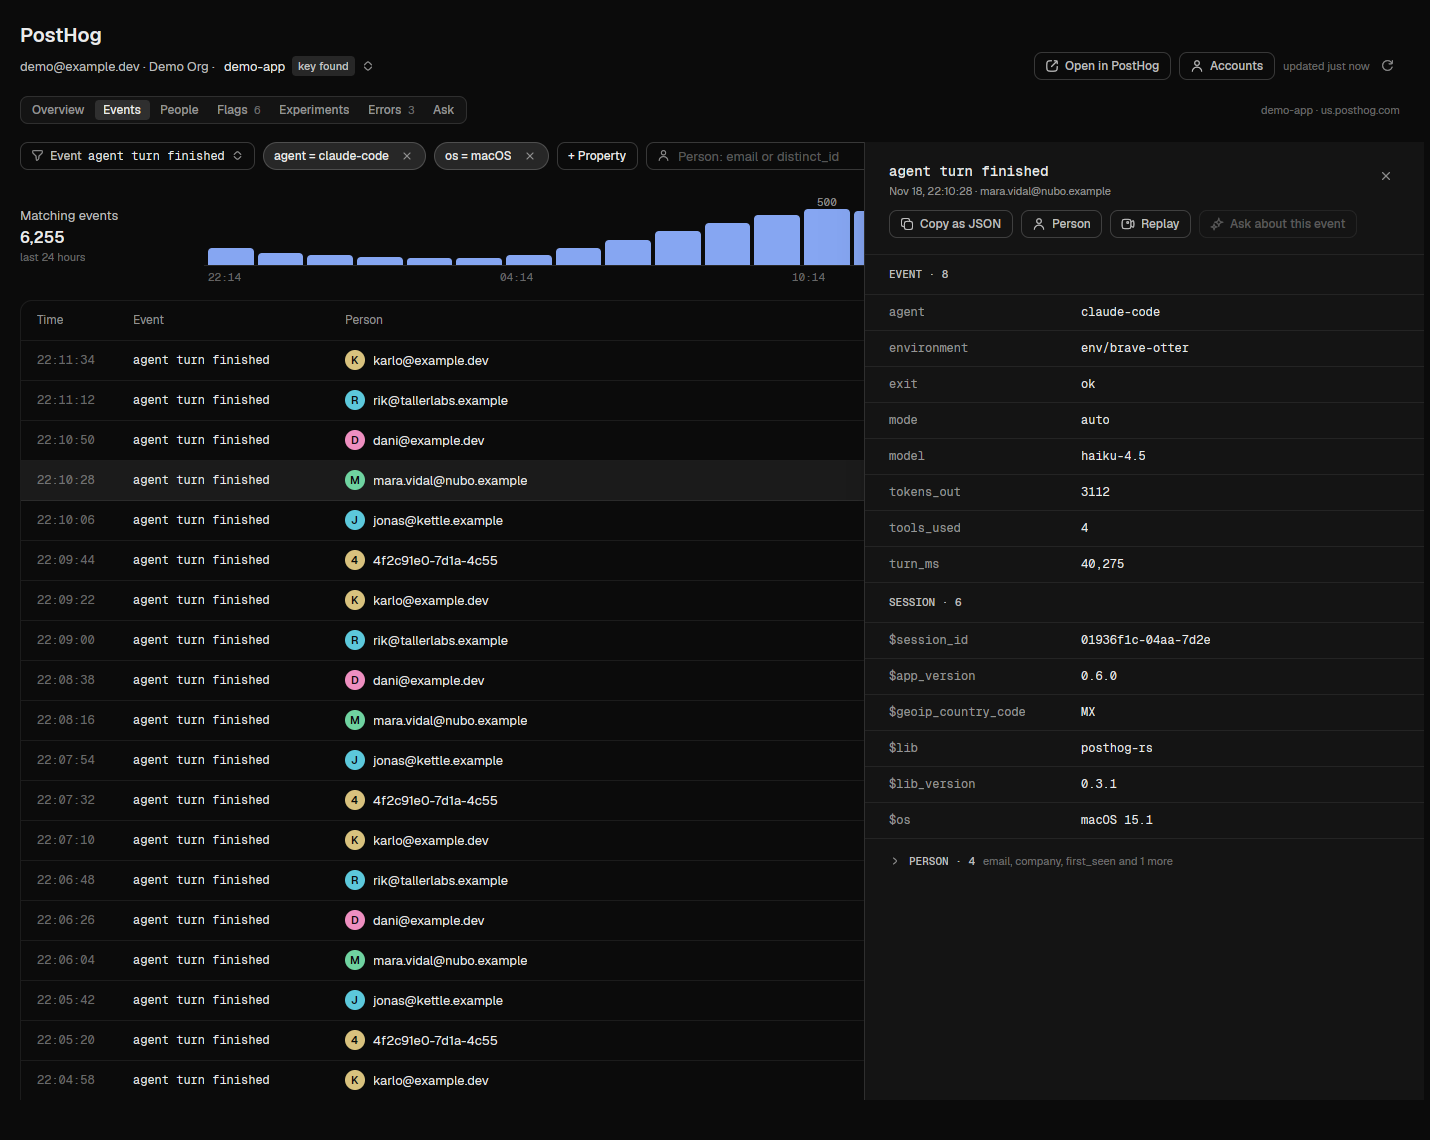 PostHog
demo@example.dev · Demo Org · demo-app key found
Open in PostHog Accounts updated just now
Overview Events People Flags 6 Experiments Errors 3 Ask
demo-app · us.posthog.com
Event agent turn finished agent = claude-code os = macOS + Property Person: email or distinct_id
Matching events
6,255
last 24 hours
500
22:14 04:14 10:14
Time Event Person
22:11:34 agent turn finished K karlo@example.dev
22:11:12 agent turn finished R rik@tallerlabs.example
22:10:50 agent turn finished D dani@example.dev
22:10:28 agent turn finished M mara.vidal@nubo.example
22:10:06 agent turn finished J jonas@kettle.example
22:09:44 agent turn finished 4 4f2c91e0-7d1a-4c55
22:09:22 agent turn finished K karlo@example.dev
22:09:00 agent turn finished R rik@tallerlabs.example
22:08:38 agent turn finished D dani@example.dev
22:08:16 agent turn finished M mara.vidal@nubo.example
22:07:54 agent turn finished J jonas@kettle.example
22:07:32 agent turn finished 4 4f2c91e0-7d1a-4c55
22:07:10 agent turn finished K karlo@example.dev
22:06:48 agent turn finished R rik@tallerlabs.example
22:06:26 agent turn finished D dani@example.dev
22:06:04 agent turn finished M mara.vidal@nubo.example
22:05:42 agent turn finished J jonas@kettle.example
22:05:20 agent turn finished 4 4f2c91e0-7d1a-4c55
22:04:58 agent turn finished K karlo@example.dev
agent turn finished
Nov 18, 22:10:28 · mara.vidal@nubo.example
Copy as JSON Person Replay Ask about this event
EVENT · 8
agent claude-code
environment env/brave-otter
exit ok
mode auto
model haiku-4.5
tokens_out 3112
tools_used 4
turn_ms 40,275
SESSION · 6
$session_id 01936f1c-04aa-7d2e
$app_version 0.6.0
$geoip_country_code MX
$lib posthog-rs
$lib_version 0.3.1
$os macOS 15.1
PERSON · 4 email, company, first_seen and 1 more